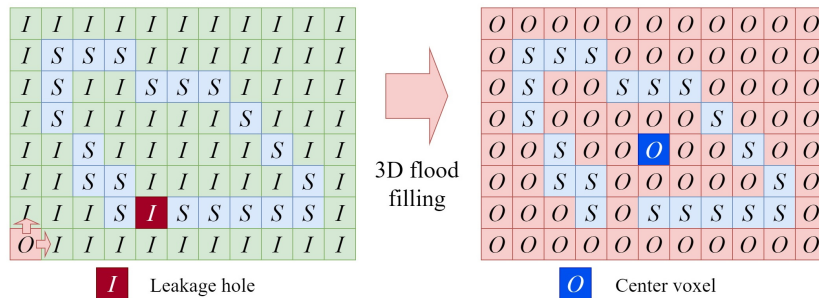 I I I I I I I I I I I
I S S S I I I I I I I
I S I I S S S I I I I
I S I I I I I S I I I
I I S I I I I I S I I
I I S S I I I I I S I
I I I S I S S S S S I
O I I I I I I I I I I
I Leakage hole
3D flood
filling
O O O O O O O O O O O
O S S S O O O O O O O
O S O O S S S O O O O
O S O O O O O S O O O
O O S O O O O O S O O
O O S S O O O O O S O
O O O S O S S S S S O
O O O O O O O O O O O
O Center voxel